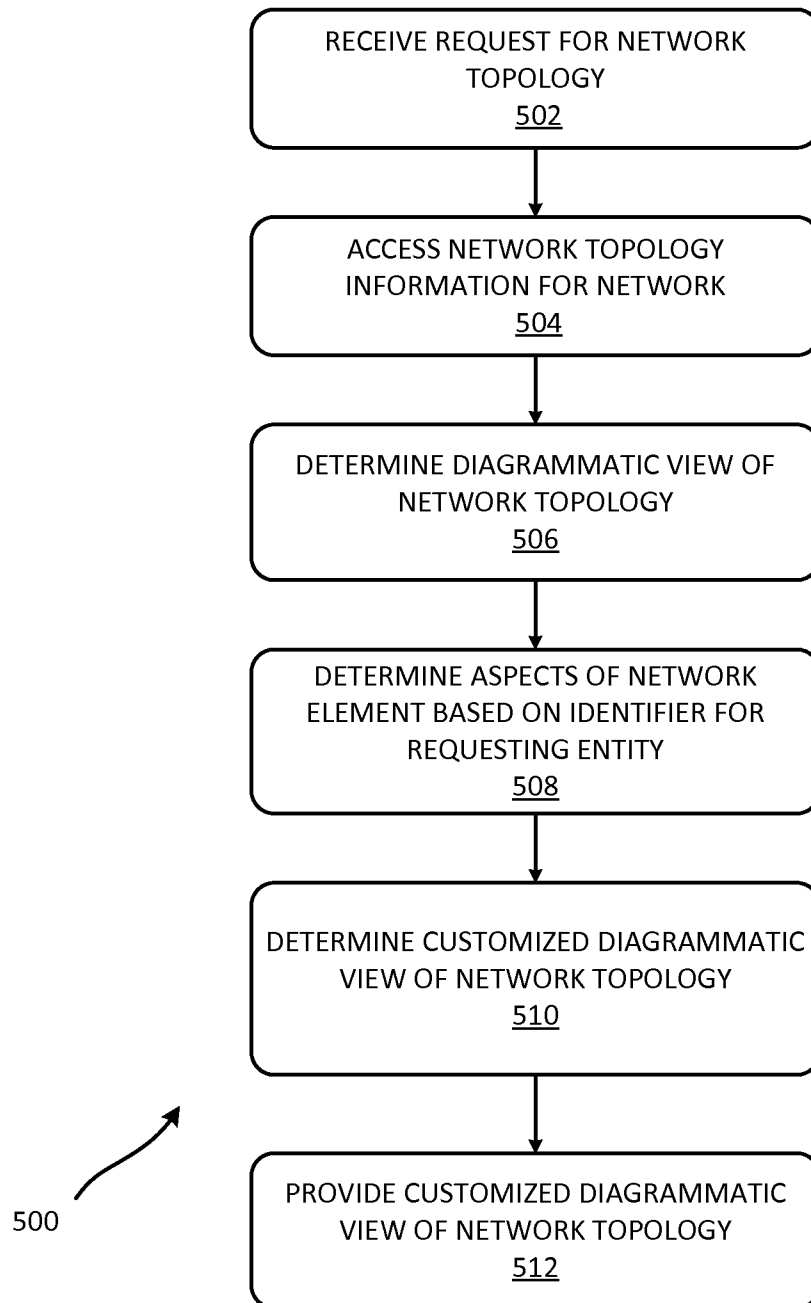 RECEIVE REQUEST FOR NETWORK
TOPOLOGY
502
ACCESS NETWORK TOPOLOGY
INFORMATION FOR NETWORK
504
DETERMINE DIAGRAMMATIC VIEW OF
NETWORK TOPOLOGY
506
DETERMINE ASPECTS OF NETWORK
ELEMENT BASED ON IDENTIFIER FOR
REQUESTING ENTITY
508
DETERMINE CUSTOMIZED DIAGRAMMATIC
VIEW OF NETWORK TOPOLOGY
510
PROVIDE CUSTOMIZED DIAGRAMMATIC
VIEW OF NETWORK TOPOLOGY
512
500